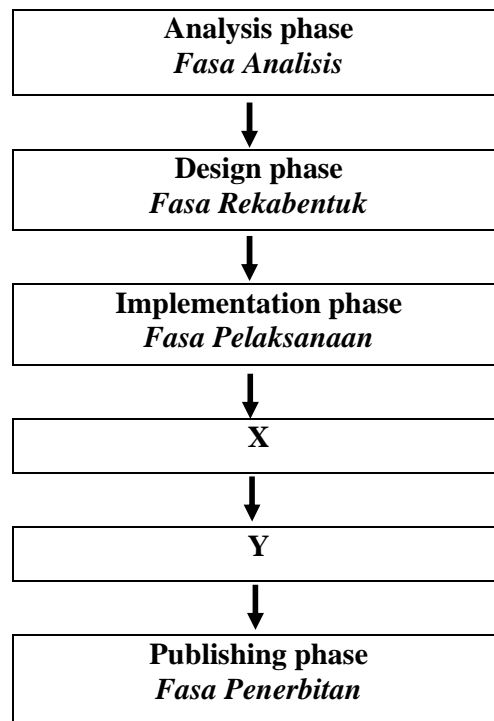 Analysis phase
Fasa Analisis
Design phase
Fasa Rekabentuk
Implementation phase
Fasa Pelaksanaan
X
Y
Publishing phase
Fasa Penerbitan